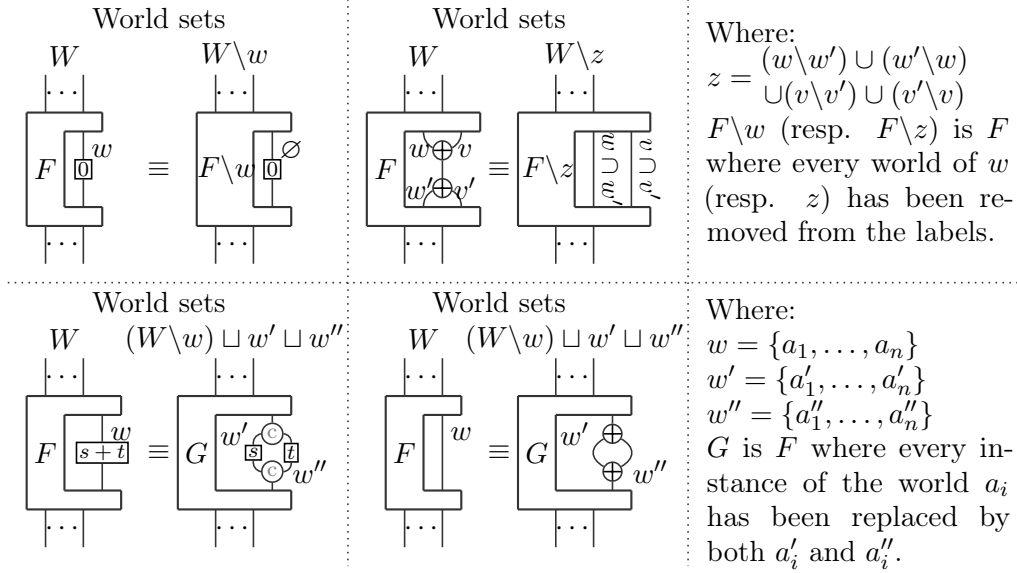 World sets
W
W\w
...
...
F
0
w
≡
F\w
0
∅
...
...
World sets
W
W\z
...
...
F
w
v
w′
v′
≡
F\z
w ∪ w′
v ∪ v′
...
...
Where:
z = (w\w′) ∪ (w′\w)
∪(v\v′) ∪ (v′\v)
F\w (resp. F\z) is F
where every world of w
(resp. z) has been re-
moved from the labels.
World sets
W
(W\w) ⊔ w′ ⊔ w″
...
...
F
w
s + t
≡
G
w′
c
s
t
c
w″
...
...
World sets
W
(W\w) ⊔ w′ ⊔ w″
...
...
F
w
≡
G
w′
w″
...
...
Where:
w = {a₁, . . . , aₙ}
w′ = {a′₁, . . . , a′ₙ}
w″ = {a″₁, . . . , a″ₙ}
G is F where every in-
stance of the world aᵢ
has been replaced by
both a′ᵢ and a″ᵢ.